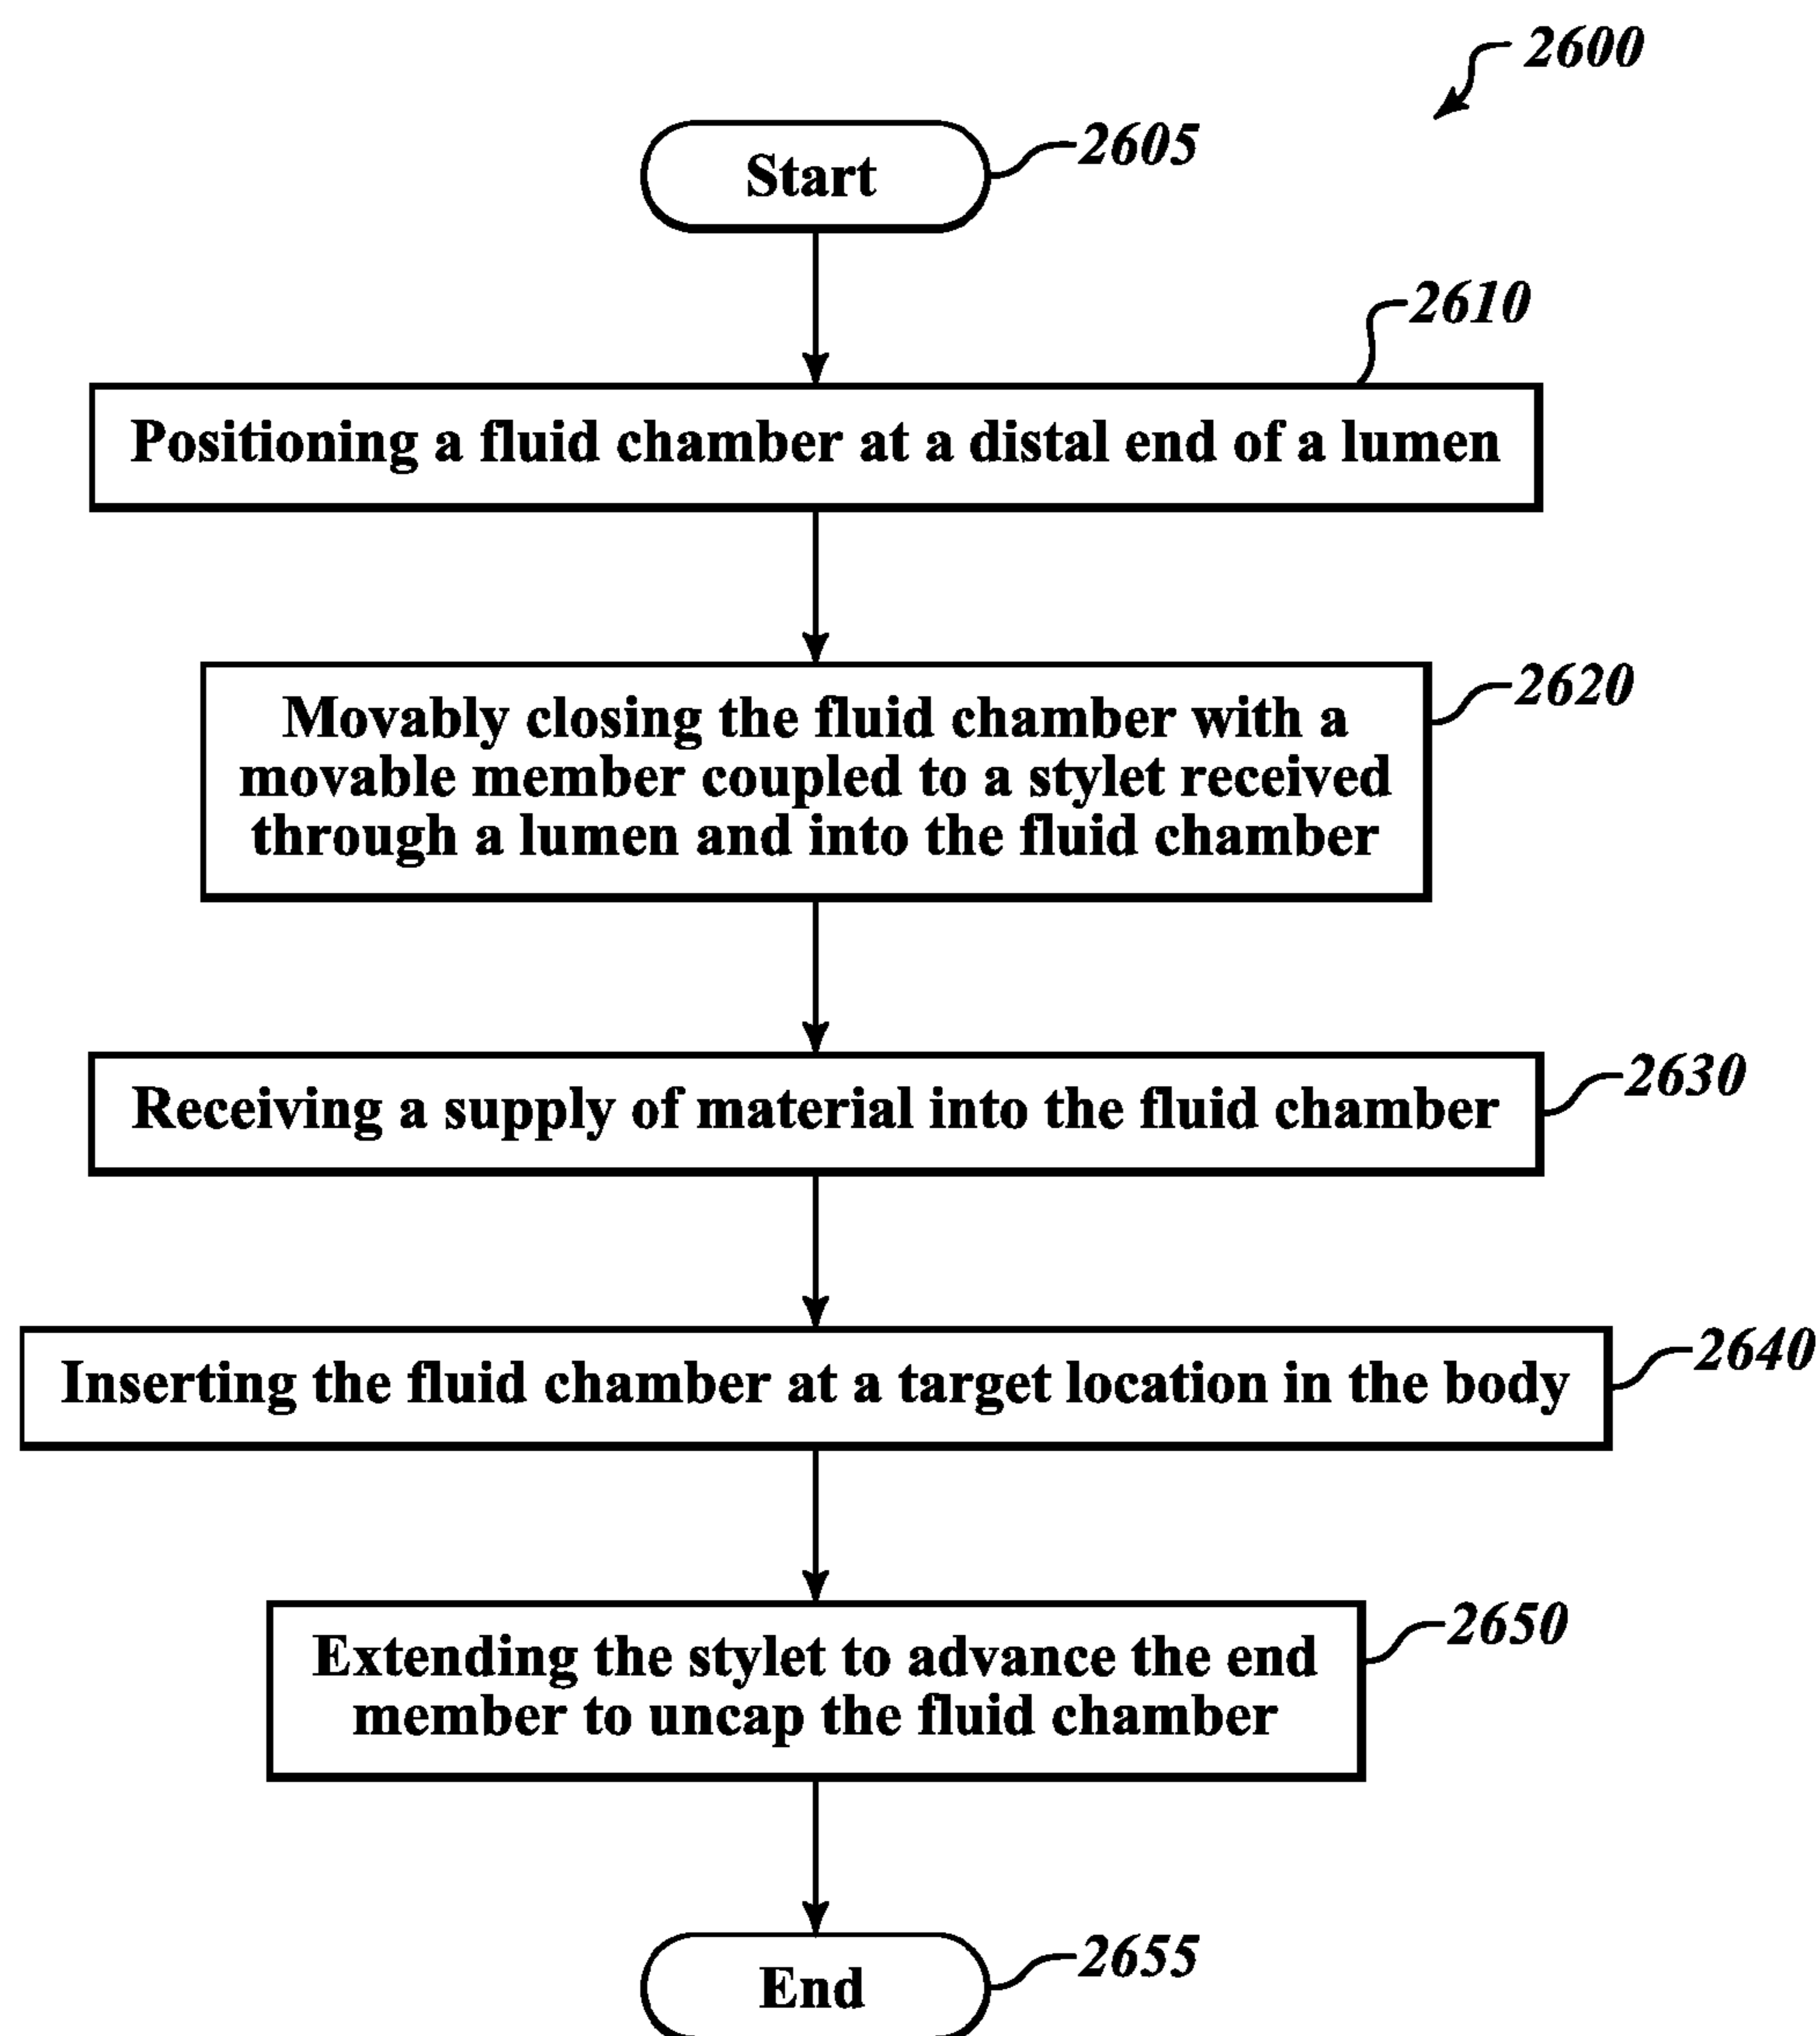 2600
Start
2605
2610
Positioning a fluid chamber at a distal end of a lumen
2620
Movably closing the fluid chamber with a
movable member coupled to a stylet received
through a lumen and into the fluid chamber
2630
Receiving a supply of material into the fluid chamber
2640
Inserting the fluid chamber at a target location in the body
2650
Extending the stylet to advance the end
member to uncap the fluid chamber
2655
End